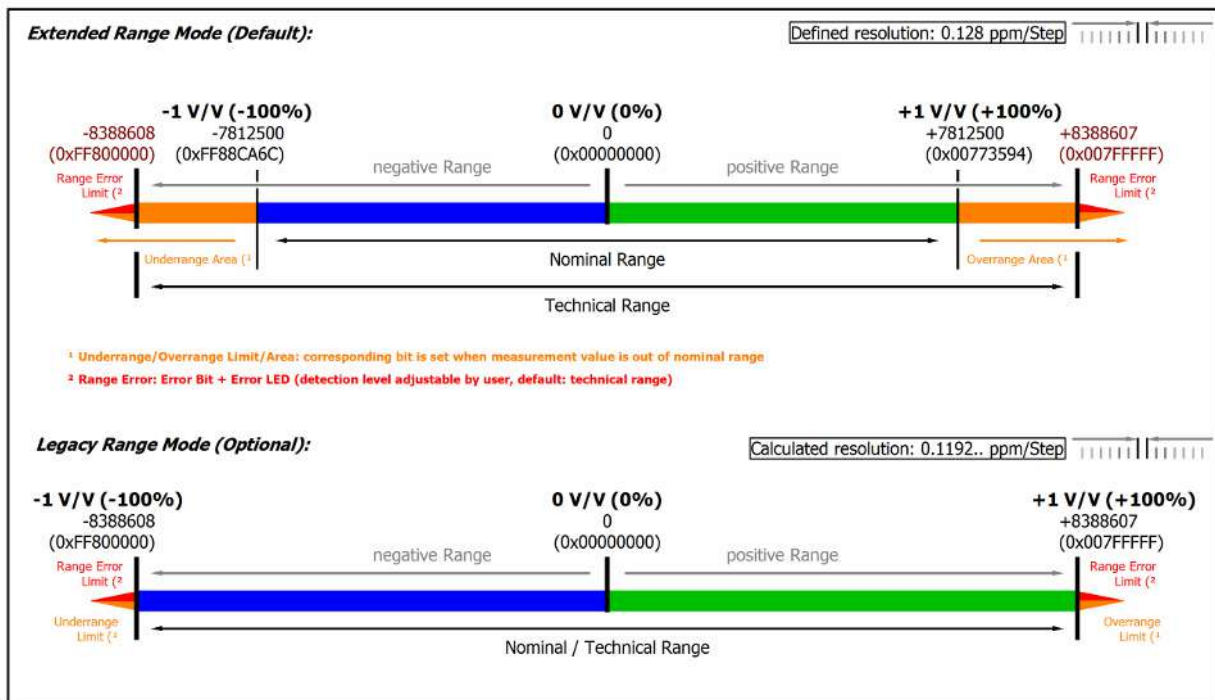 Extended Range Mode (Default):
Defined resolution: 0.128 ppm/Step
-1 V/V (-100%)
0 V/V (0%)
+1 V/V (+100%)
-8388608
-7812500
0
+7812500
+8388607
(0xFF800000)
(0xFF88CA6C)
(0x00000000)
(0x00773594)
(0x007FFFFF)
negative Range
positive Range
Range Error
Limit (²
Range Error
Limit (²
Underrange Area (¹
Nominal Range
Overrange Area (¹
Technical Range
¹ Underrange/Overrange Limit/Area: corresponding bit is set when measurement value is out of nominal range
² Range Error: Error Bit + Error LED (detection level adjustable by user, default: technical range)
Legacy Range Mode (Optional):
Calculated resolution: 0.1192.. ppm/Step
-1 V/V (-100%)
0 V/V (0%)
+1 V/V (+100%)
-8388608
0
+8388607
(0xFF800000)
(0x00000000)
(0x007FFFFF)
negative Range
positive Range
Range Error
Limit (²
Range Error
Limit (²
Underrange
Limit (¹
Overrange
Limit (¹
Nominal / Technical Range